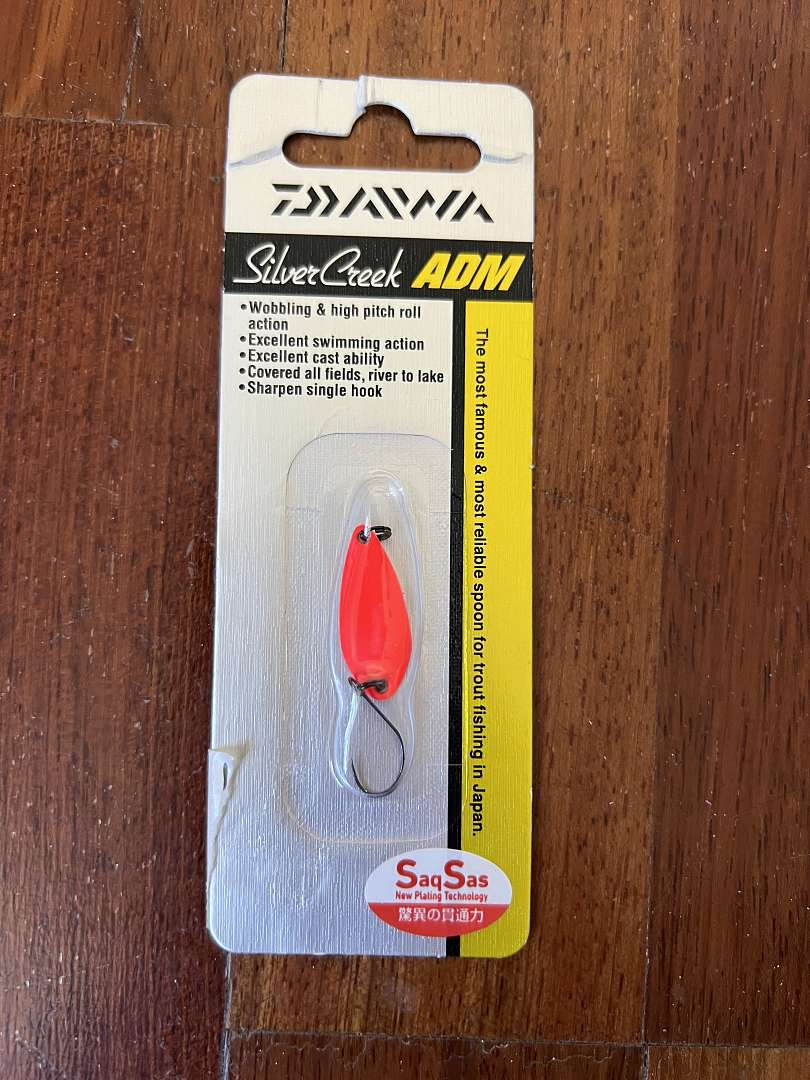 DAIWA
Silver Creek ADM
•Wobbling & high pitch roll
action
•Excellent swimming action
•Excellent cast ability
•Covered all fields, river to lake
•Sharpen single hook
The most famous & most reliable spoon for trout fishing in Japan.
SaqSas
New Plating Technology
驚異の貫通力